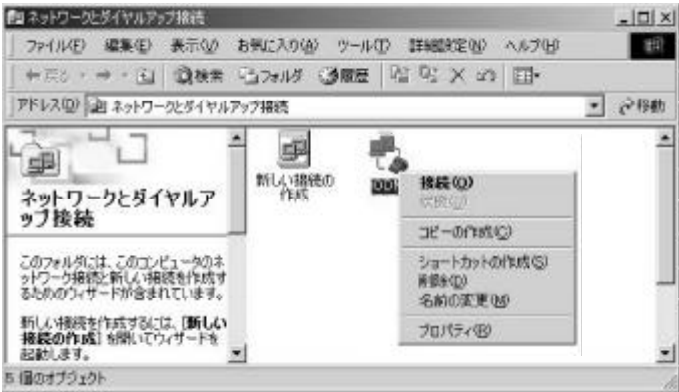 ネットワークとダイヤルアップ接続
ファイル(F) 編集(E) 表示(V) お気に入り(A) ツール(T) 詳細設定(N) ヘルプ(H)
戻る 検索 フォルダ 履歴
アドレス(D) ネットワークとダイヤルアップ接続 移動
ネットワークとダイヤルア
ップ接続
このフォルダには、このコンピュータのネ
ットワーク接続と新しい接続を作成す
るためのウィザードが含まれています。
新しい接続を作成するには、[新しい
接続の作成] を開いてウィザードを
起動します。
新しい接続の
作成
接続(O)
状態(U)
コピーの作成(C)
ショートカットの作成(S)
削除(D)
名前の変更(M)
プロパティ(R)
5 個のオブジェクト